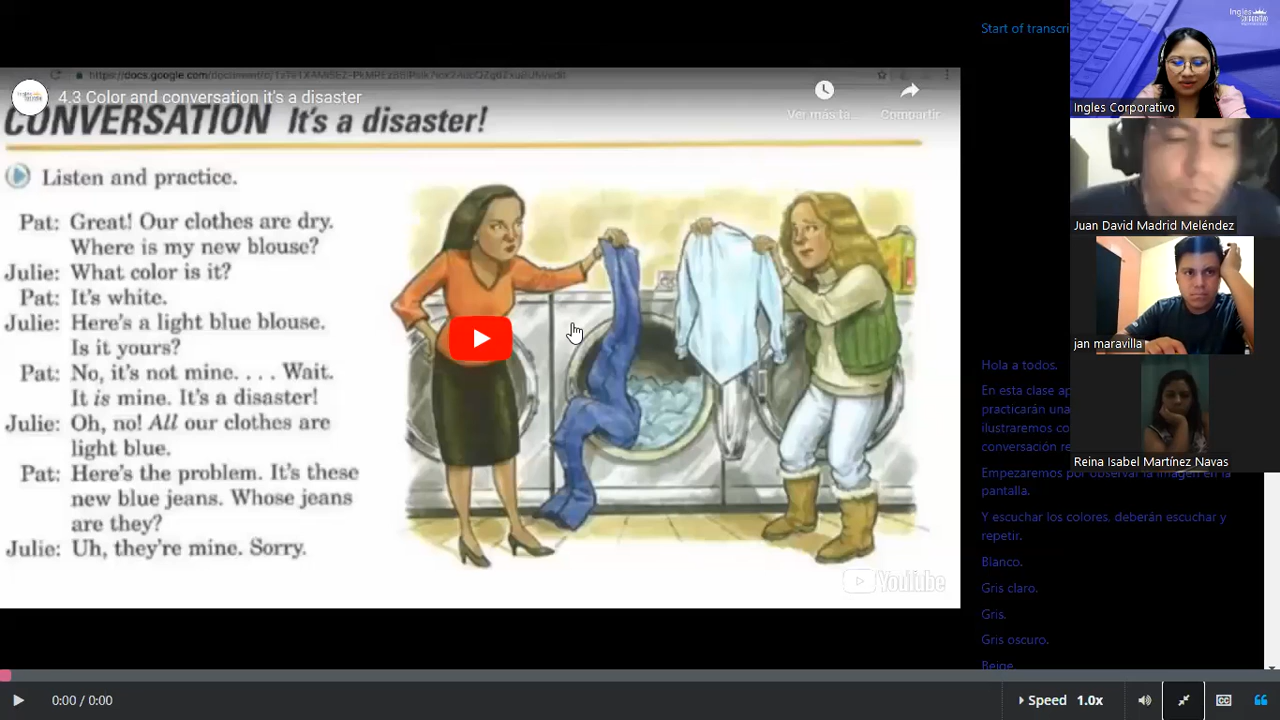 4.3 Color and conversation it's a disaster
Ver más ta...
Compartir
CONVERSATION It's a disaster!
Listen and practice.
Pat: Great! Our clothes are dry.
Where is my new blouse?
Julie: What color is it?
Pat: It's white.
Julie: Here's a light blue blouse.
Is it yours?
Pat: No, it's not mine. . . . Wait.
It is mine. It's a disaster!
Julie: Oh, no! All our clothes are
light blue.
Pat: Here's the problem. It's these
new blue jeans. Whose jeans
are they?
Julie: Uh, they're mine. Sorry.
YouTube
Start of transcri
Hola a todos.
En esta clase ap
practicarán una
ilustraremos co
conversación re
Empezaremos por observar la imagen en la
pantalla.
Y escuchar los colores, deberán escuchar y
repetir.
Blanco.
Gris claro.
Gris.
Gris oscuro.
Beige
Ingles Corporativo
Juan David Madrid Meléndez
jan maravilla
Reina Isabel Martínez Navas
0:00 / 0:00
Speed 1.0x
CC